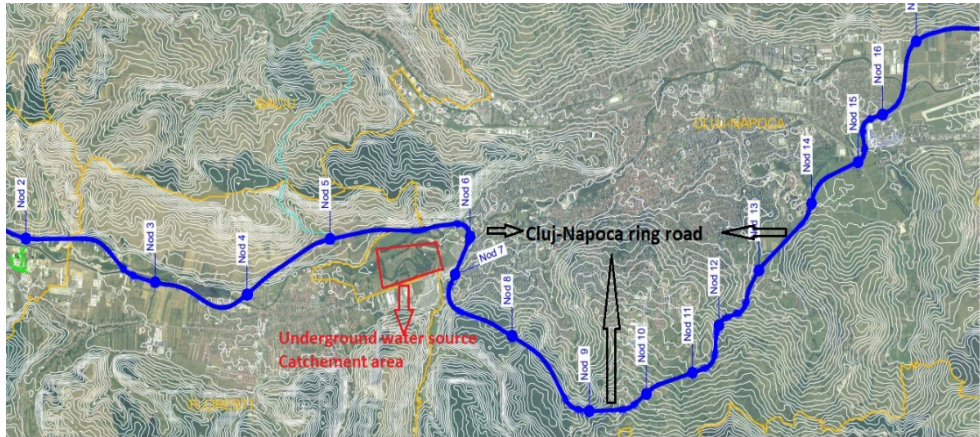 Nod 2
Nod 3
Nod 4
Nod 5
Nod 6
Nod 7
Nod 8
Nod 9
Nod 10
Nod 11
Nod 12
Nod 13
Nod 14
Nod 15
Nod 16
BACIU
CLUJ-NAPOCA
Cluj-Napoca ring road
Underground water source
Catchement area
FLORESTI